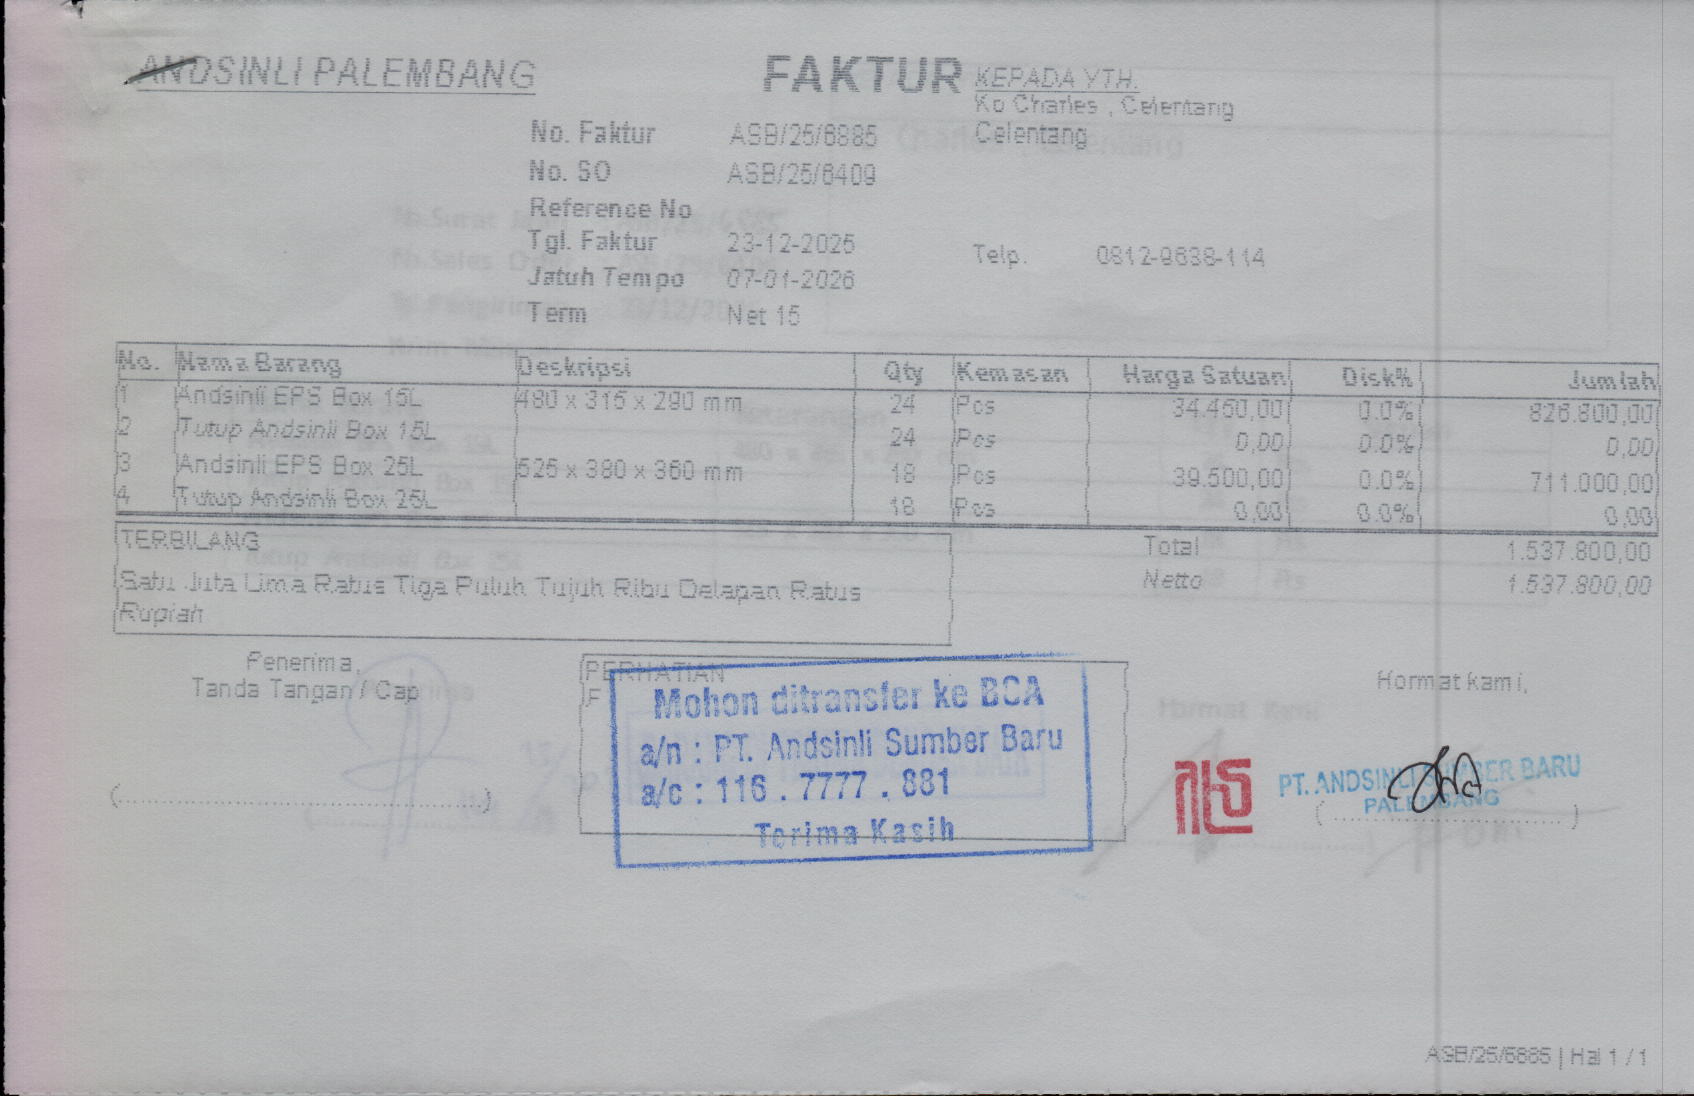 ANDSINLI PALEMBANG
FAKTUR
KEPADA YTH.
Ko Charles , Celentang
Celentang
No. Faktur ASB/25/6885
No. SO ASB/25/6409
Reference No
Tgl. Faktur 23-12-2025
Jatuh Tempo 07-01-2026
Term Net 15
Telp. 0812-9638-114
No. Nama Barang Deskripsi Qty Kemasan Harga Satuan Disk% Jumlah
1 Andsinli EPS Box 15L 480 x 315 x 290 mm 24 Pcs 34.450,00 0.0% 826.800,00
2 Tutup Andsinli Box 15L 24 Pcs 0,00 0.0% 0,00
3 Andsinli EPS Box 25L 525 x 380 x 360 mm 18 Pcs 39.500,00 0.0% 711.000,00
4 Tutup Andsinli Box 25L 18 Pcs 0,00 0.0% 0,00
TERBILANG
Satu Juta Lima Ratus Tiga Puluh Tujuh Ribu Delapan Ratus
Rupiah
Total 1.537.800,00
Netto 1.537.800,00
Penerima,
Tanda Tangan / Cap
PERHATIAN
Mohon ditransfer ke BCA
a/n : PT. Andsinli Sumber Baru
a/c : 116 . 7777 . 881
Terima Kasih
Hormat kami,
PT. ANDSINLI SUMBER BARU
PALEMBANG
ASB/25/6885 | Hal 1 / 1